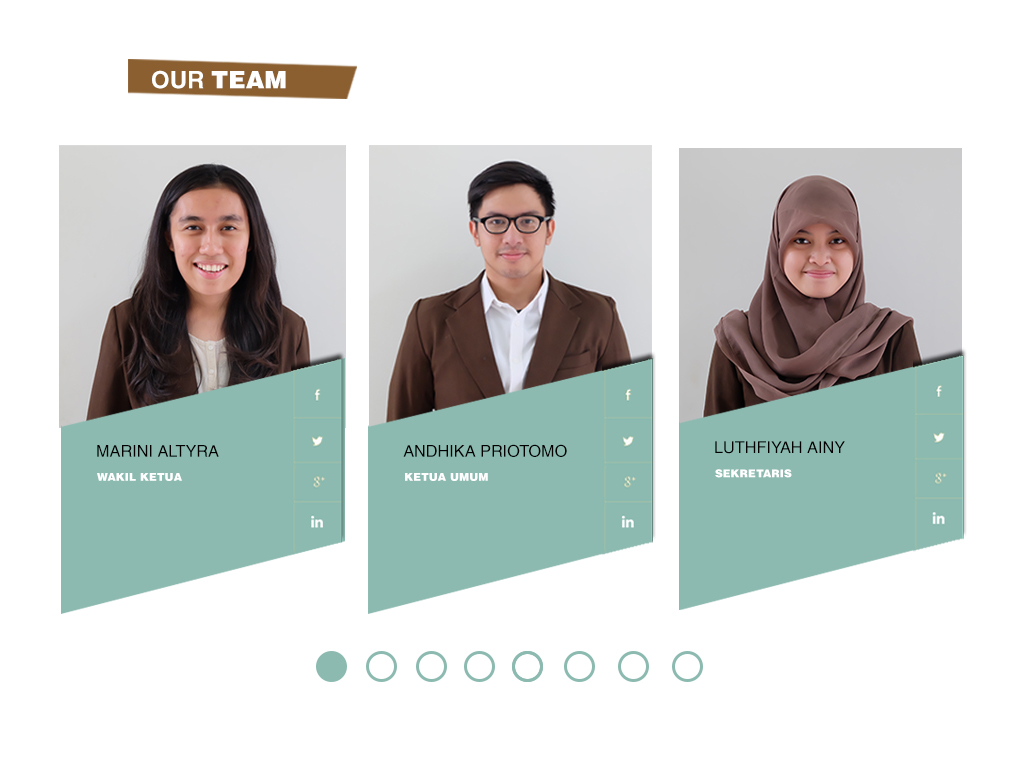 OUR TEAM
MARINI ALTYRA
WAKIL KETUA
f
g+
in
ANDHIKA PRIOTOMO
KETUA UMUM
f
g+
in
LUTHFIYAH AINY
SEKRETARIS
f
g+
in